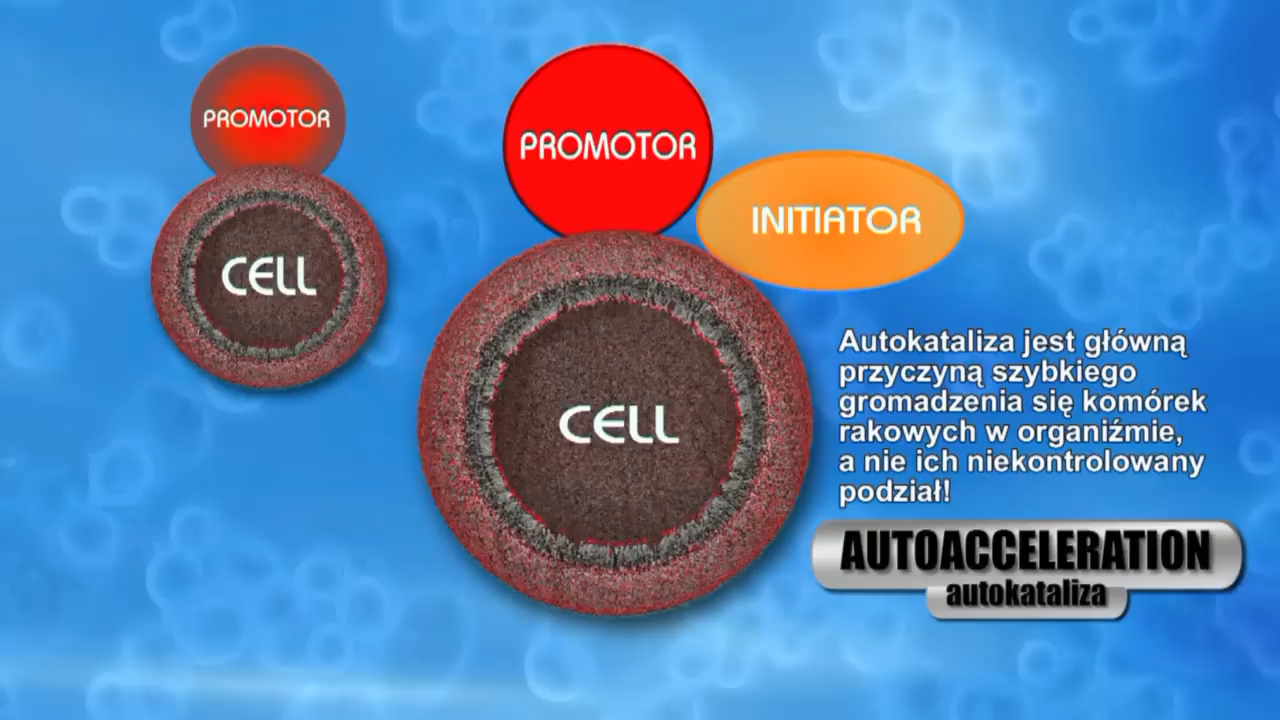 PROMOTOR
CELL
PROMOTOR
INITIATOR
CELL
Autokataliza jest główną
przyczyną szybkiego
gromadzenia się komórek
rakowych w organiźmie,
a nie ich niekontrolowany
podział!
AUTOACCELERATION
autokataliza